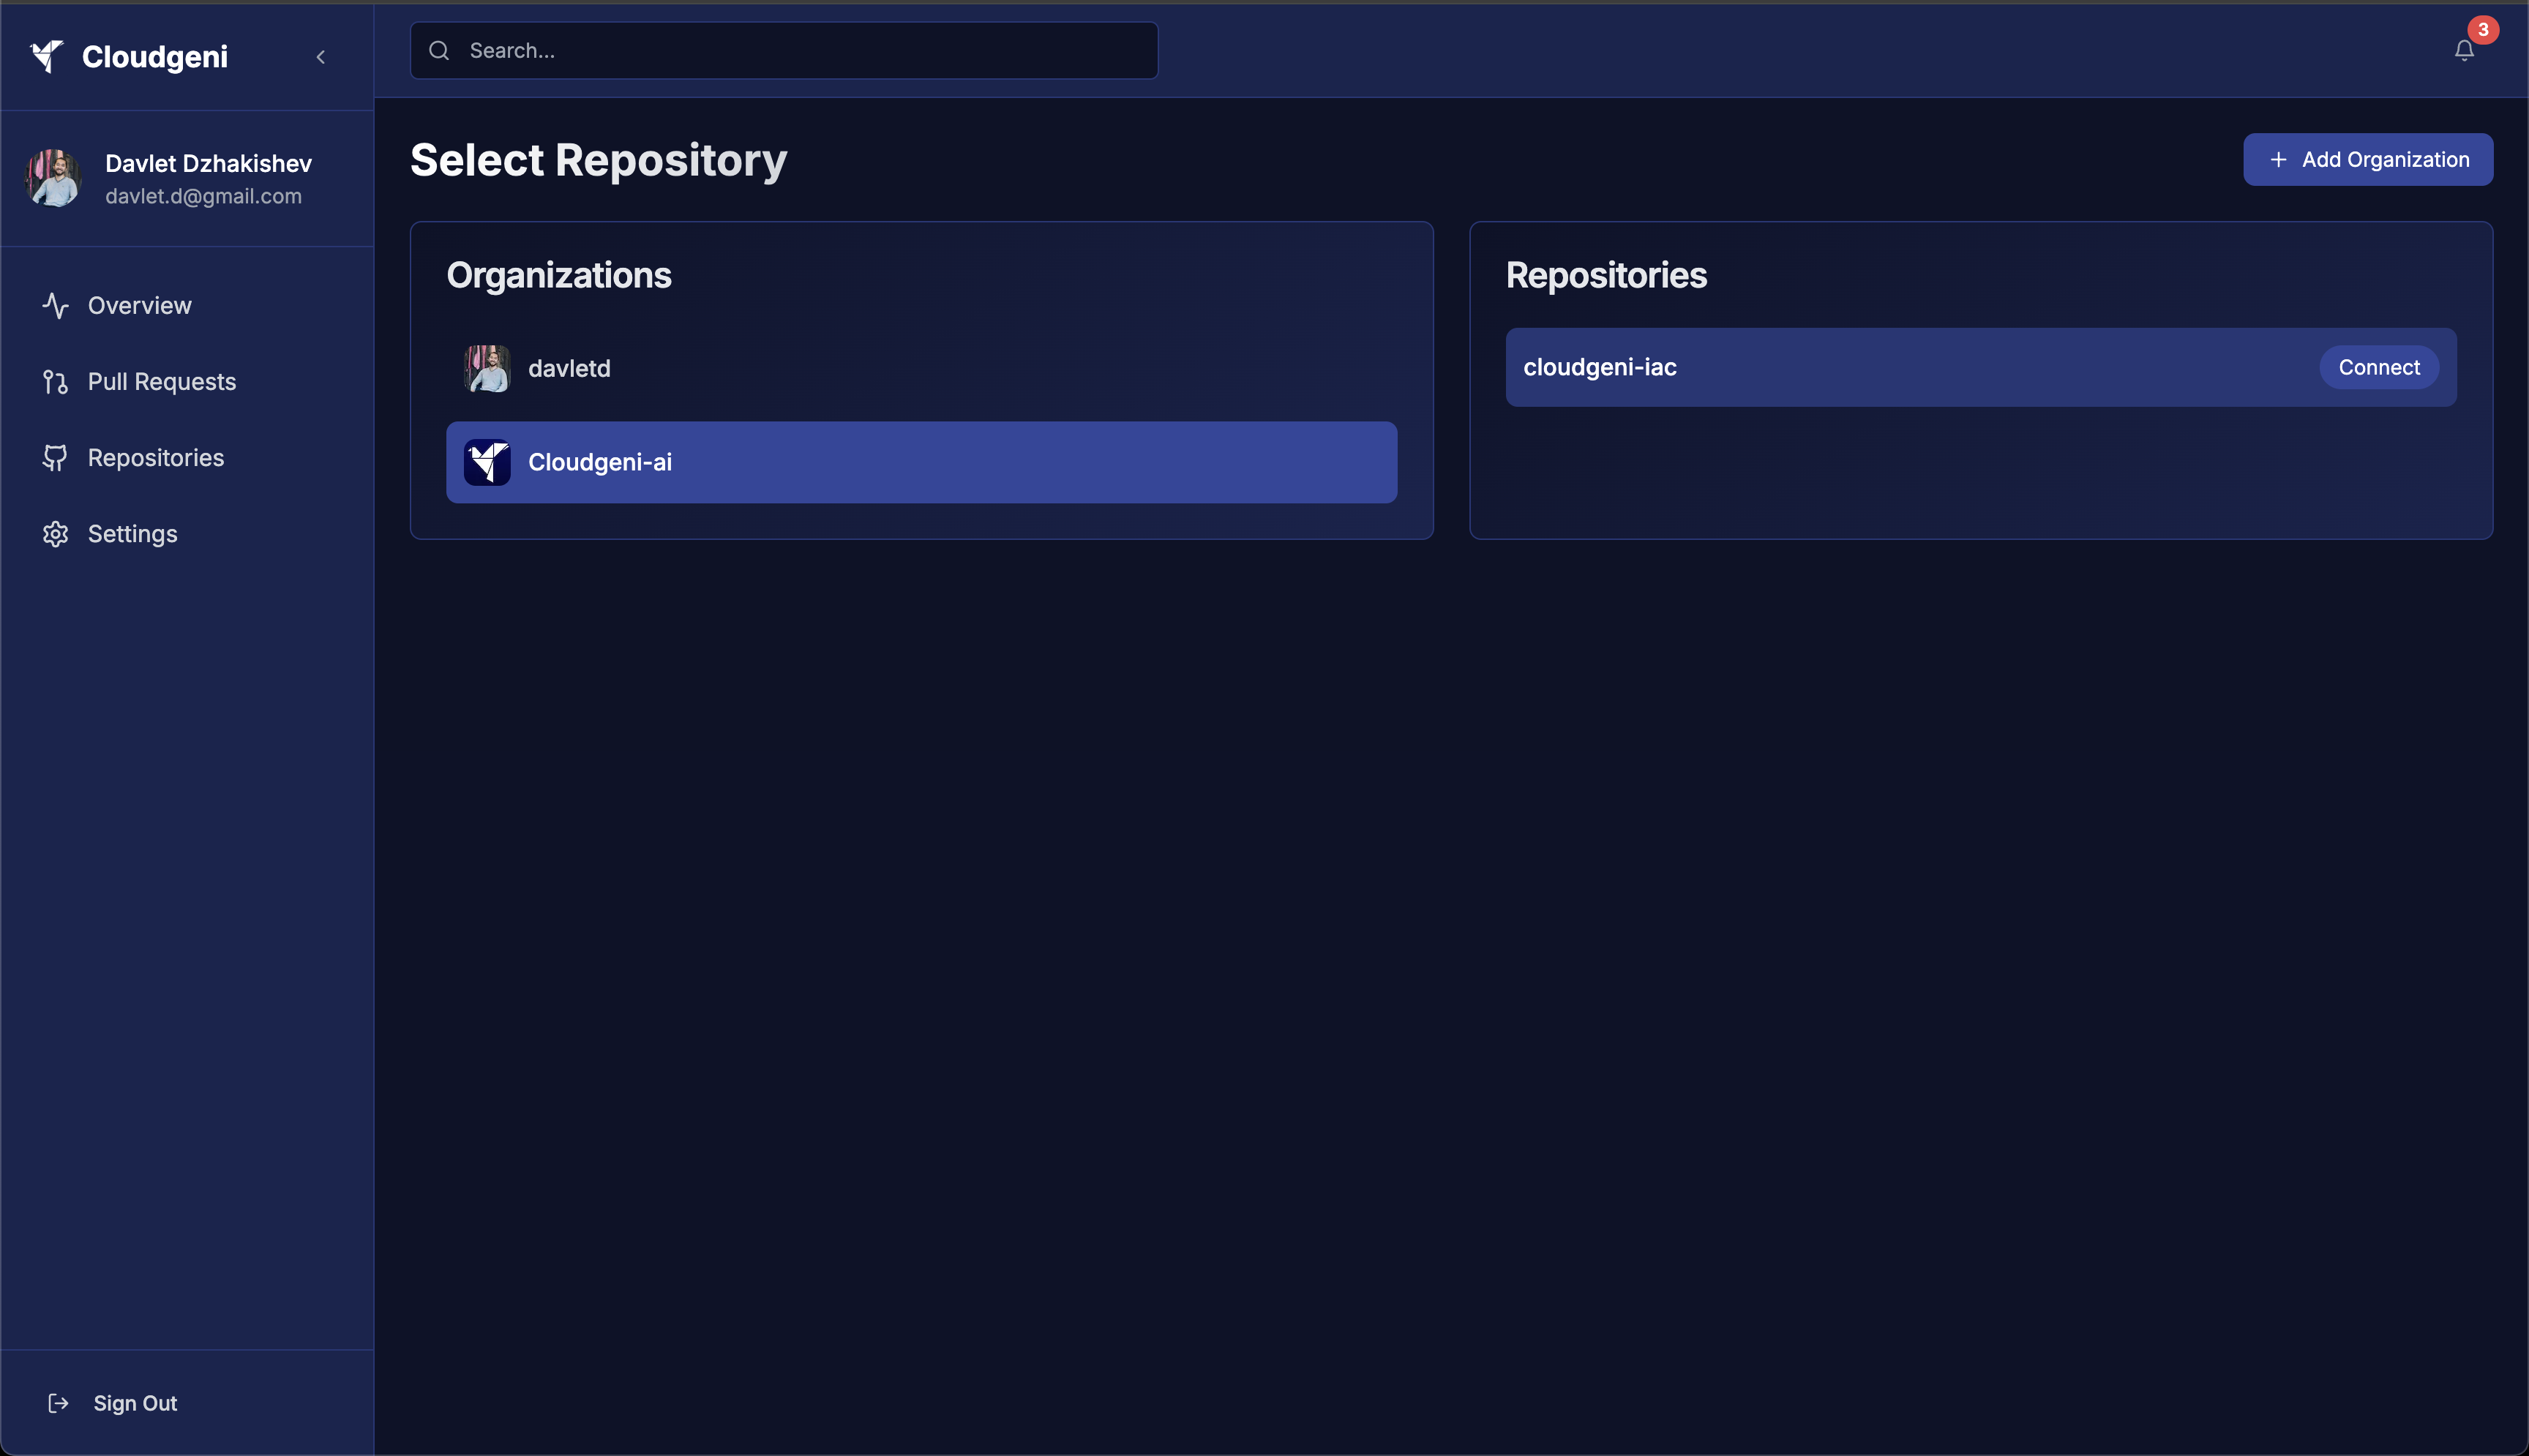 Cloudgeni
Search...
3
Davlet Dzhakishev
davlet.d@gmail.com
Overview
Pull Requests
Repositories
Settings
Sign Out
Select Repository
Add Organization
Organizations
davletd
Cloudgeni-ai
Repositories
cloudgeni-iac
Connect